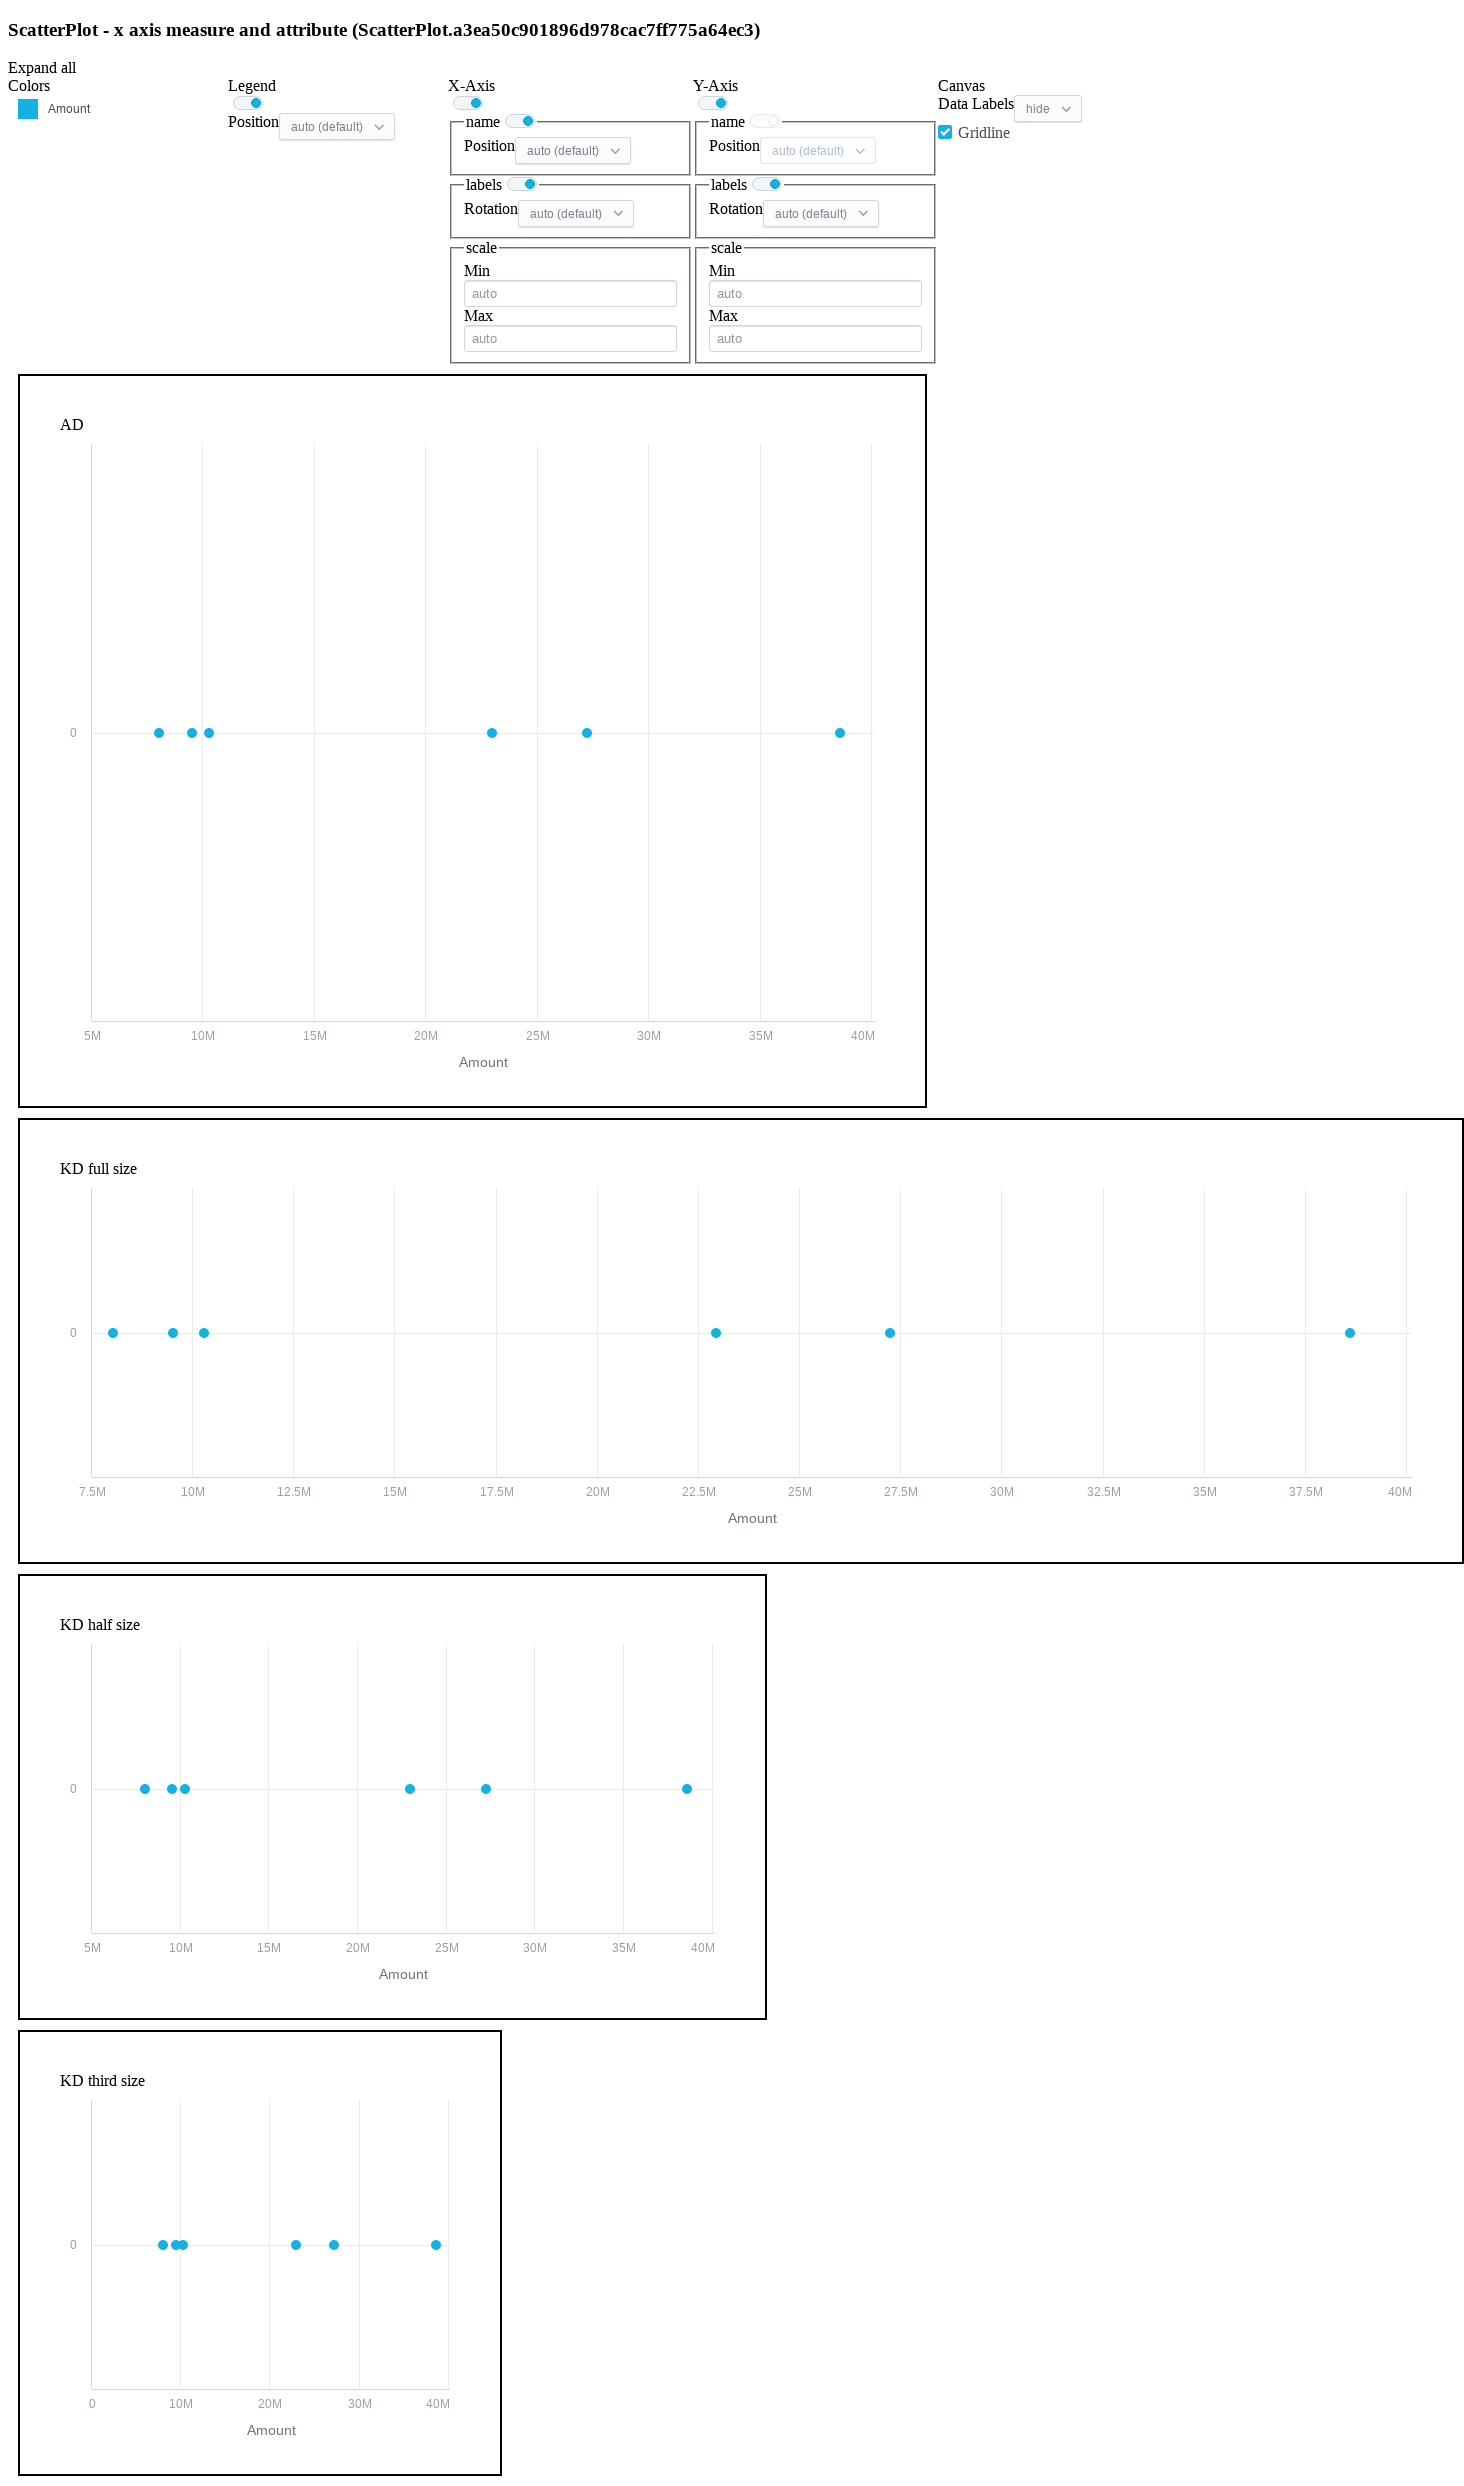 ScatterPlot - x axis measure and attribute (ScatterPlot.a3ea50c901896d978cac7ff775a64ec3)
Expand all
Colors
Amount
Legend
Position auto (default)
X-Axis
name
Position auto (default)
labels
Rotation auto (default)
scale
Min
auto
Max
auto
Y-Axis
name
Position auto (default)
labels
Rotation auto (default)
scale
Min
auto
Max
auto
Canvas
Data Labels hide
Gridline
AD
0
5M 10M 15M 20M 25M 30M 35M 40M
Amount
KD full size
0
7.5M 10M 12.5M 15M 17.5M 20M 22.5M 25M 27.5M 30M 32.5M 35M 37.5M 40M
Amount
KD half size
0
5M 10M 15M 20M 25M 30M 35M 40M
Amount
KD third size
0
0 10M 20M 30M 40M
Amount